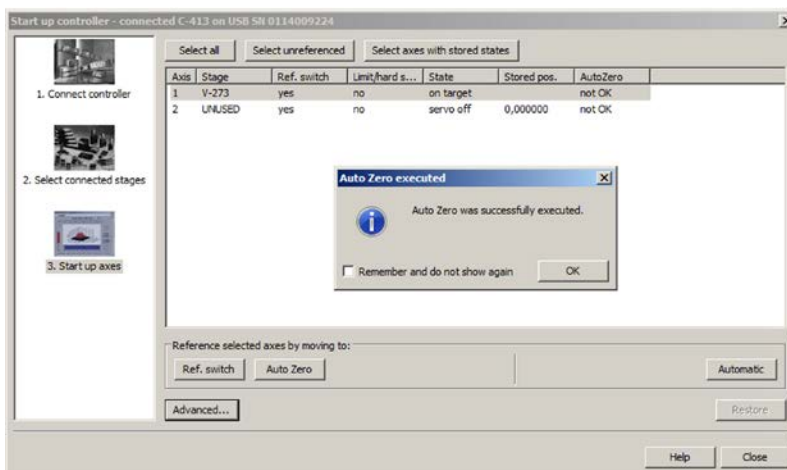 Start up controller - connected C-413 on USB SN 0114009224
1. Connect controller
2. Select connected stages
3. Start up axes
Select all Select unreferenced Select axes with stored states
Axis Stage Ref. switch Limit/hard s... State Stored pos. AutoZero
1 V-273 yes no on target not OK
2 UNUSED yes no servo off 0,000000 not OK
Auto Zero executed
Auto Zero was successfully executed.
Remember and do not show again OK
Reference selected axes by moving to:
Ref. switch Auto Zero Automatic
Advanced... Restore
Help Close